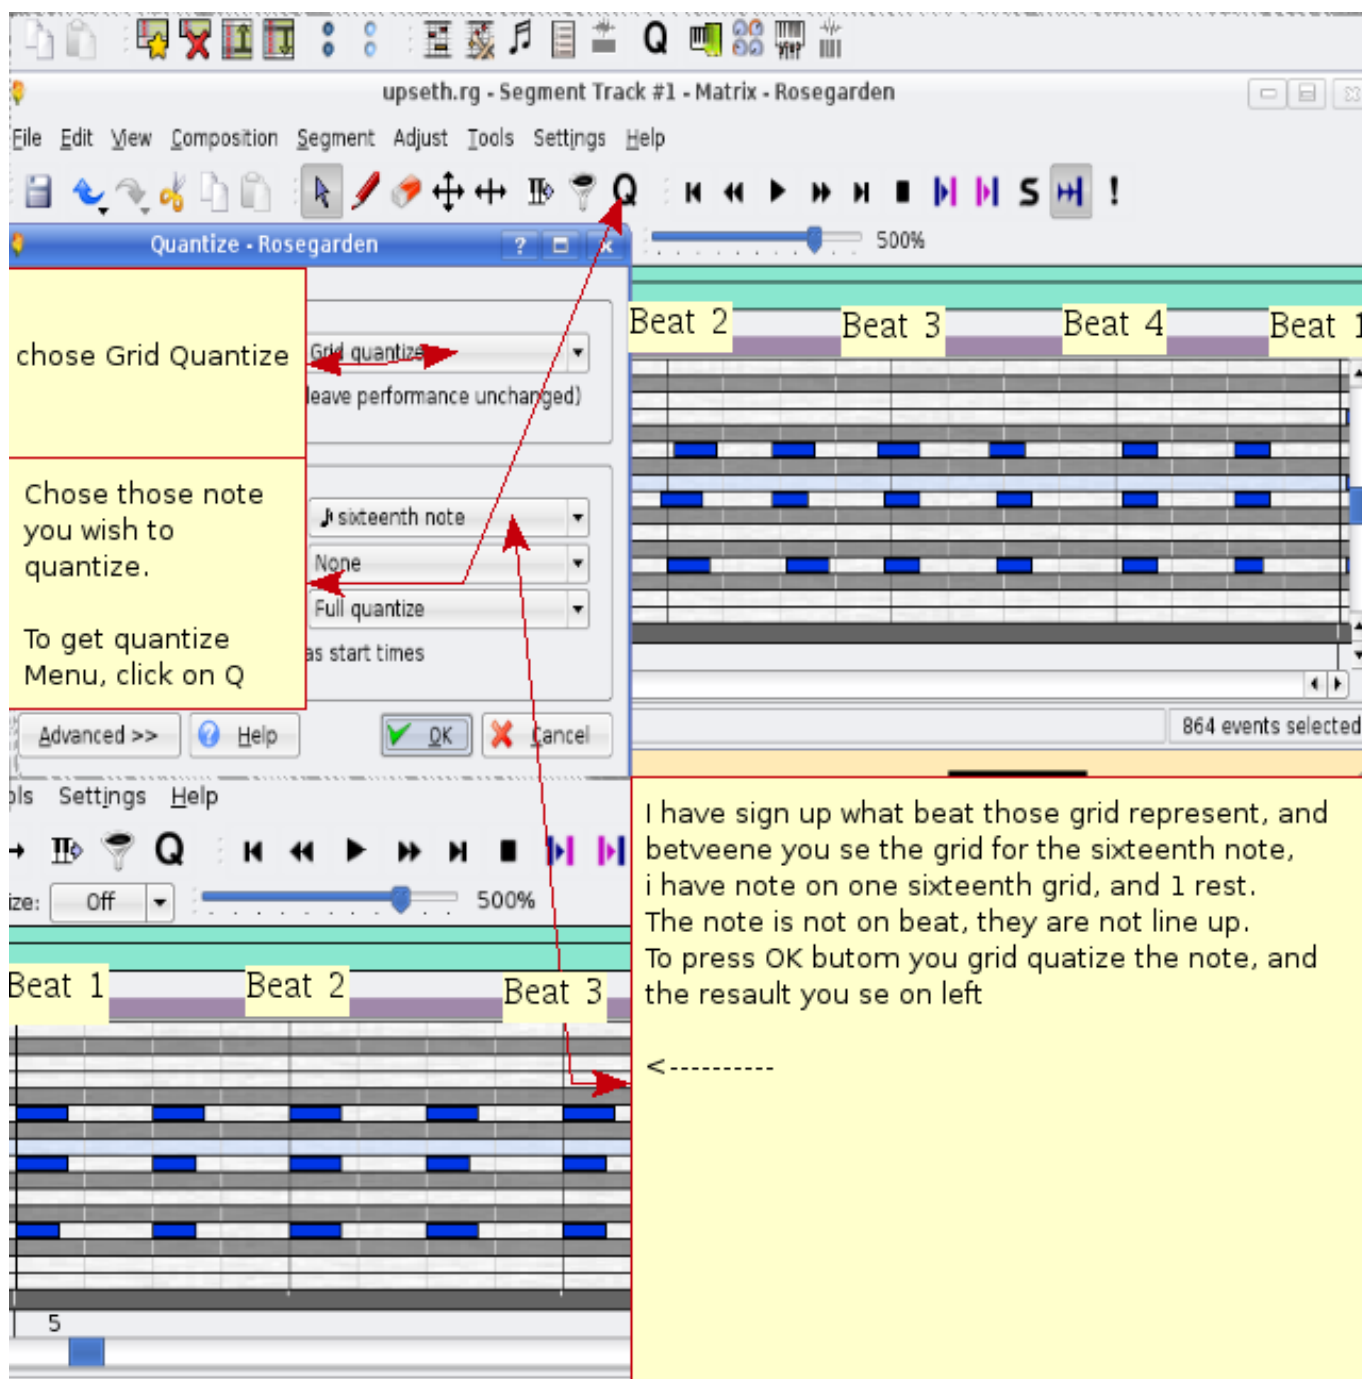 Q
STEP
upseth.rg - Segment Track #1 - Matrix - Rosegarden
File Edit View Composition Segment Adjust Tools Settings Help
Q S !
Quantize - Rosegarden ?
500%
Beat 2 Beat 3 Beat 4 Beat 1
chose Grid Quantize
Grid quantize
leave performance unchanged)
Chose those note
you wish to
quantize.
To get quantize
Menu, click on Q
sixteenth note
None
Full quantize
as start times
Advanced >> Help OK Cancel
864 events selected
ols Settings Help
Q
ize: Off 500%
Beat 1 Beat 2 Beat 3
5
I have sign up what beat those grid represent, and
betveene you se the grid for the sixteenth note,
i have note on one sixteenth grid, and 1 rest.
The note is not on beat, they are not line up.
To press OK butom you grid quatize the note, and
the resault you se on left
<----------